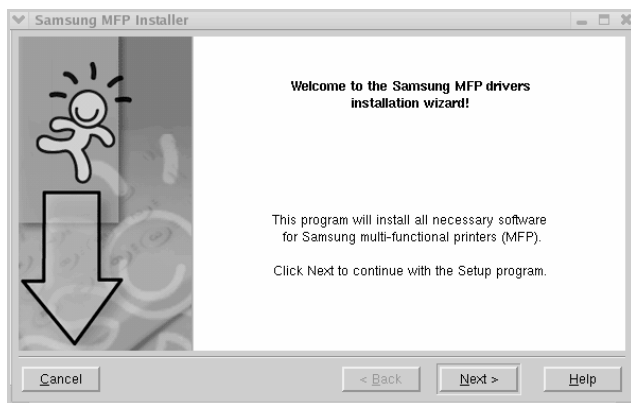 Samsung MFP Installer
Welcome to the Samsung MFP drivers
installation wizard!
This program will install all necessary software
for Samsung multi-functional printers (MFP).
Click Next to continue with the Setup program.
Cancel
< Back
Next >
Help